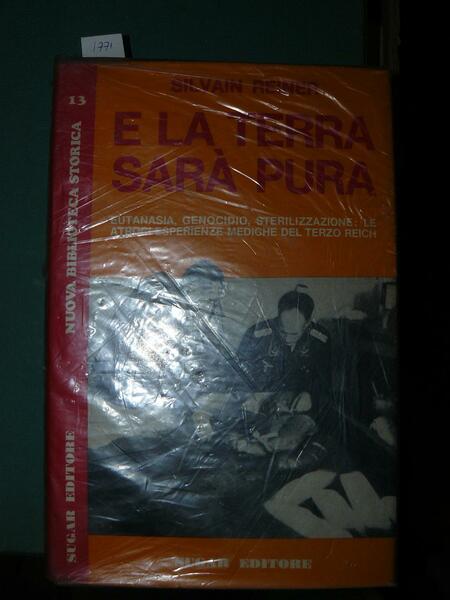 1771
SILVAIN REINER
E LA TERRA
SARÀ PURA
EUTANASIA, GENOCIDIO, STERILIZZAZIONE: LE
ATROCI ESPERIENZE MEDICHE DEL TERZO REICH
SUGAR EDITORE
SUGAR EDITORE NUOVA BIBLIOTECA STORICA 13